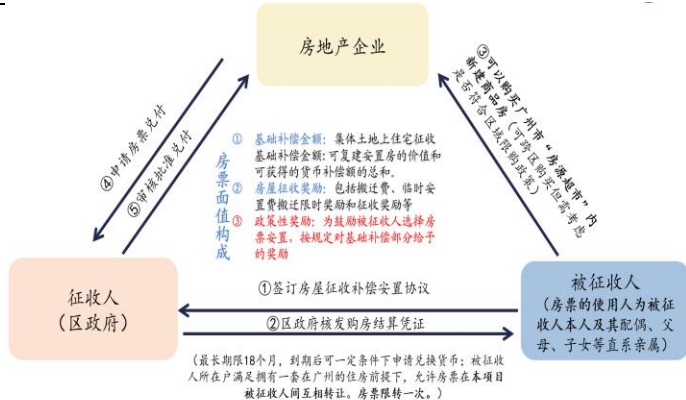 房地产企业
③可以购买广州市“房源超市”内
新建商品房（可跨区购买但需考虑
是否符合区域限购政策）
④申请房票兑付
⑤审核批准兑付
房票面值构成
① 基础补偿金额：集体土地上住宅征收
基础补偿金额:可复建安置房的价值和
可获得的货币补偿额的总和。
② 房屋征收奖励：包括搬迁费、临时安
置费搬迁限时奖励和征收奖励等
③ 政策性奖励：为鼓励被征收人选择房
票安置，按规定对基础补偿部分给予
的奖励
征收人
（区政府）
①签订房屋征收补偿安置协议
②区政府核发购房结算凭证
被征收人
（房票的使用人为被征
收人本人及其配偶、父
母、子女等直系亲属）
（最长期限18个月，到期后可一定条件下申请兑换货币；被征收
人所在户满足拥有一套在广州的住房前提下，允许房票在本项目
被征收人间互相转让。房票限转一次。）